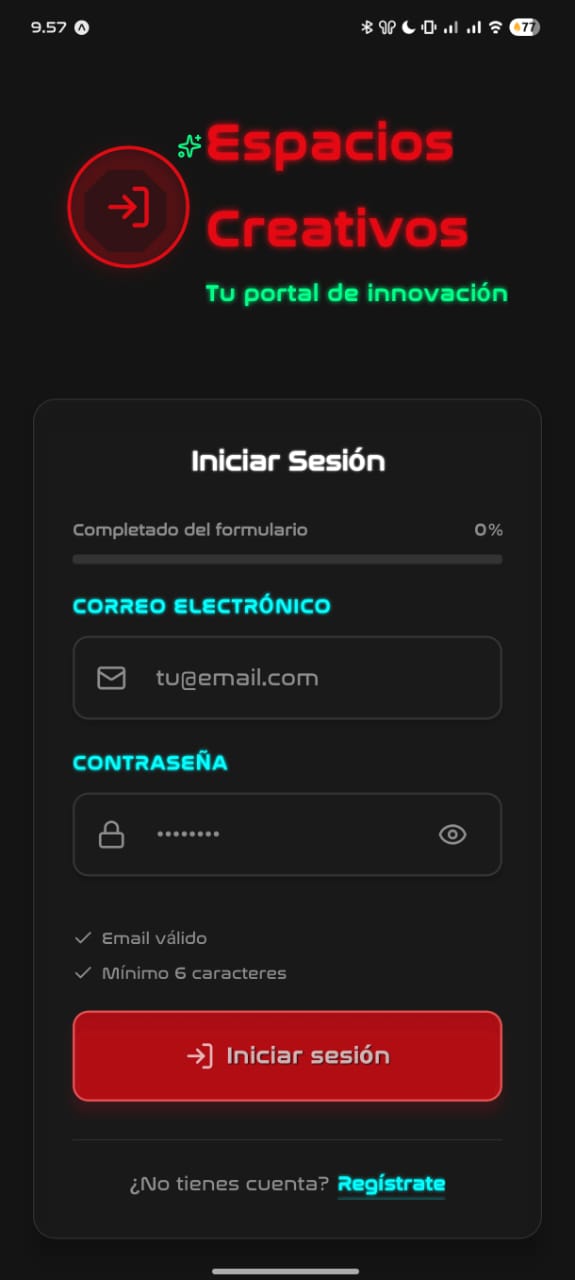 9.57
77
Espacios
Creativos
Tu portal de innovación
Iniciar Sesión
Completado del formulario 0%
CORREO ELECTRÓNICO
tu@email.com
CONTRASEÑA
••••••••
Email válido
Mínimo 6 caracteres
Iniciar sesión
¿No tienes cuenta? Regístrate